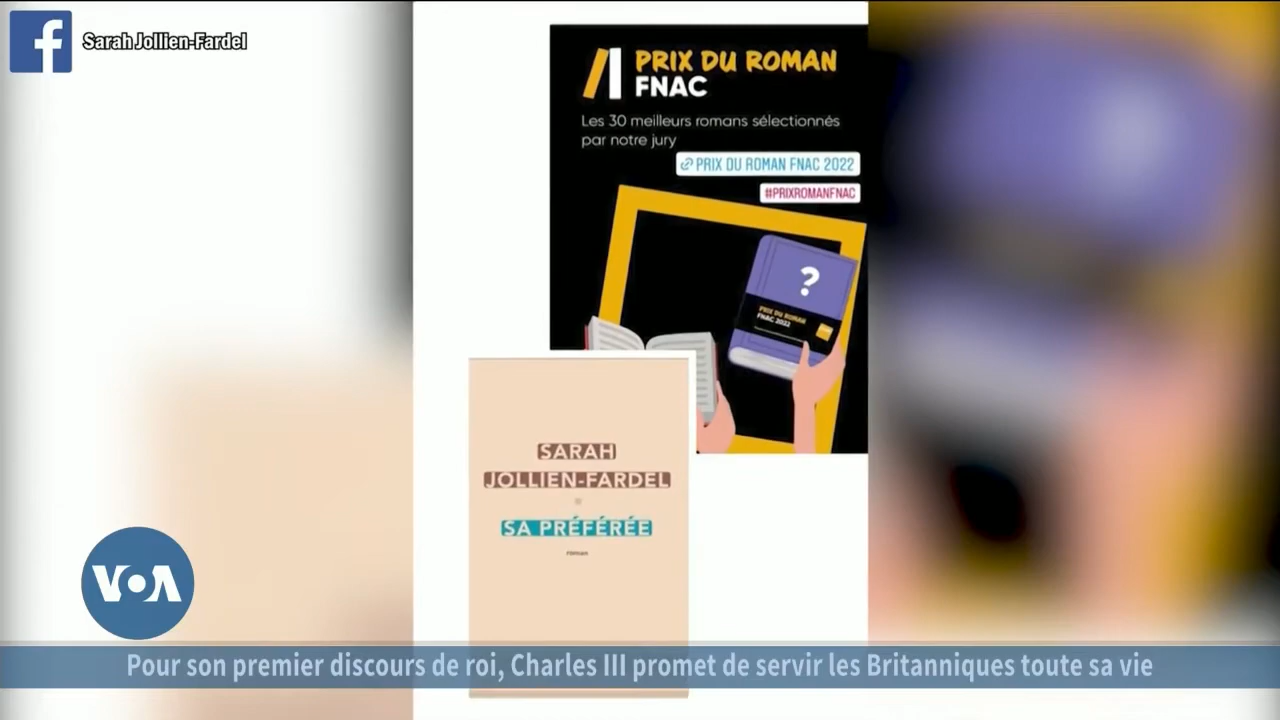 Sarah Jollien-Fardel
PRIX DU ROMAN
FNAC
Les 30 meilleurs romans sélectionnés
par notre jury
PRIX DU ROMAN FNAC 2022
#PRIXROMANFNAC
?
PRIX DU ROMAN
FNAC 2022
SARAH
JOLLIEN-FARDEL
SA PRÉFÉRÉE
roman
VOA
Pour son premier discours de roi, Charles III promet de servir les Britanniques toute sa vie